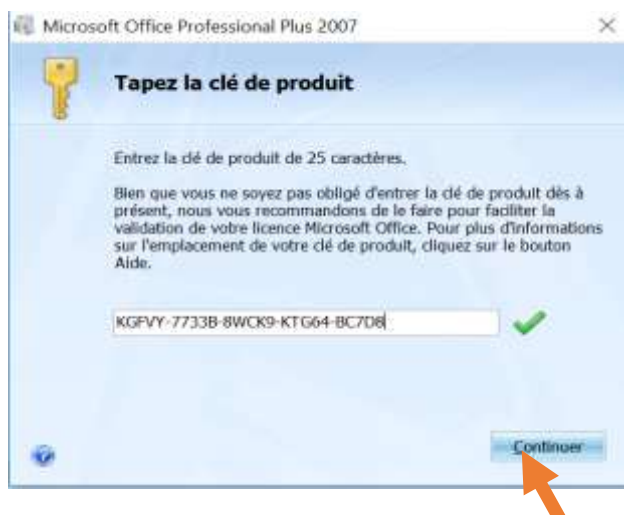 Microsoft Office Professional Plus 2007
Tapez la clé de produit
Entrez la clé de produit de 25 caractères.
Bien que vous ne soyez pas obligé d'entrer la clé de produit dès à
présent, nous vous recommandons de le faire pour faciliter la
validation de votre licence Microsoft Office. Pour plus d'informations
sur l'emplacement de votre clé de produit, cliquez sur le bouton
Aide.
KGFVY-7733B-8WCK9-KTG64-BC7D8
Continuer